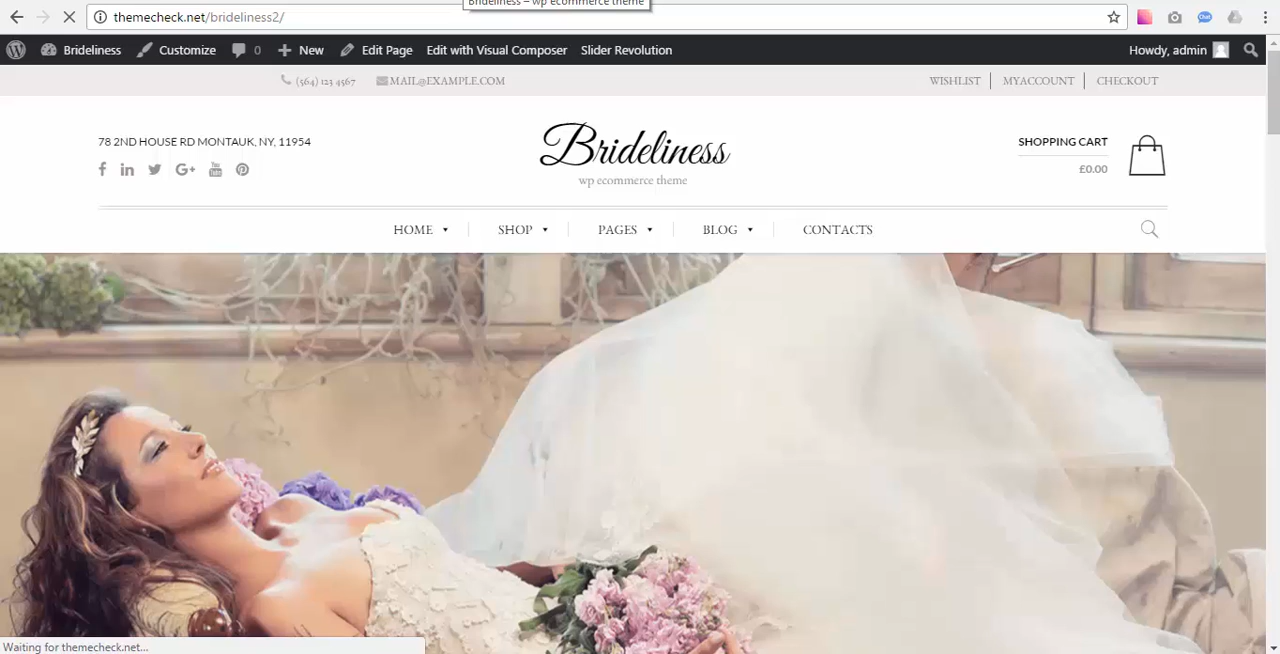 Brideliness – wp ecommerce theme
themecheck.net/brideliness2/
Brideliness Customize 0 New Edit Page Edit with Visual Composer Slider Revolution Howdy, admin
(564) 123 4567 MAIL@EXAMPLE.COM WISHLIST MYACCOUNT CHECKOUT
78 2ND HOUSE RD MONTAUK, NY, 11954
Brideliness
wp ecommerce theme
SHOPPING CART
£0.00
HOME SHOP PAGES BLOG CONTACTS
Waiting for themecheck.net...